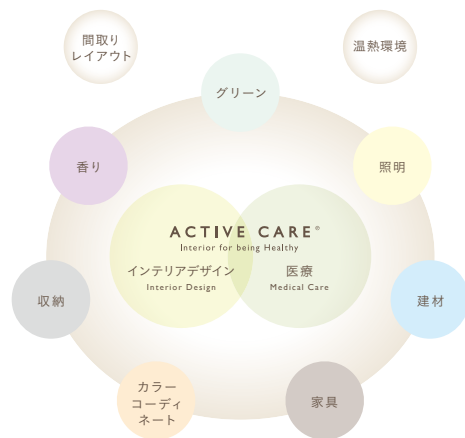 間取り
レイアウト
温熱環境
グリーン
香り
照明
ACTIVE CARE®
Interior for being Healthy
インテリアデザイン
Interior Design
医療
Medical Care
収納
建材
カラー
コーディ
ネート
家具